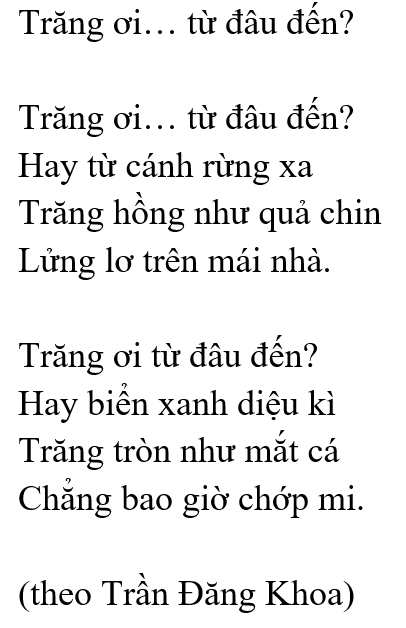 Trăng ơi… từ đâu đến?
Trăng ơi… từ đâu đến?
Hay từ cánh rừng xa
Trăng hồng như quả chin
Lửng lơ trên mái nhà.
Trăng ơi từ đâu đến?
Hay biển xanh diệu kì
Trăng tròn như mắt cá
Chẳng bao giờ chớp mi.
(theo Trần Đăng Khoa)